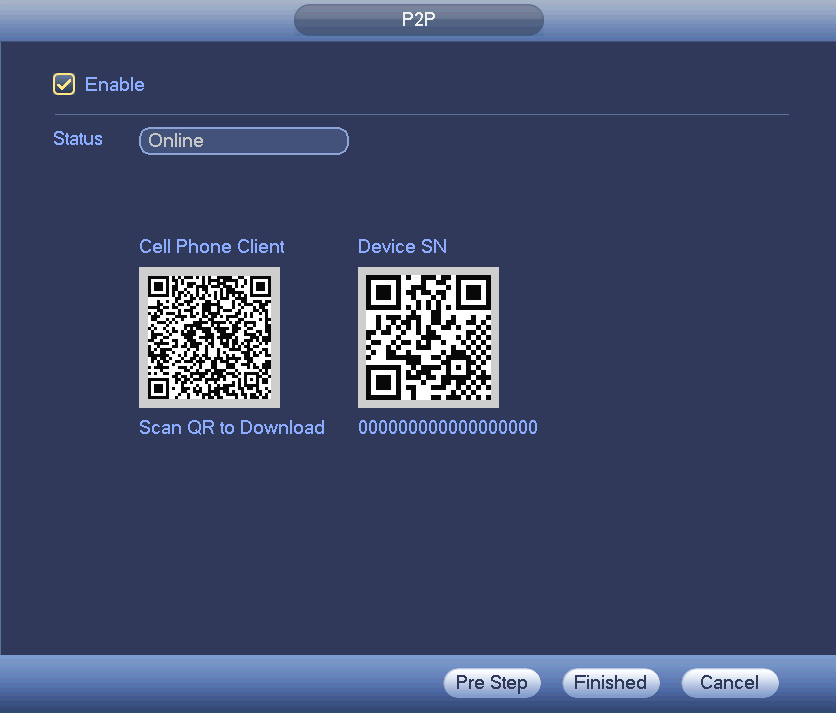 P2P
Enable
Status
Online
Cell Phone Client
Device SN
Scan QR to Download
000000000000000000
Pre Step
Finished
Cancel